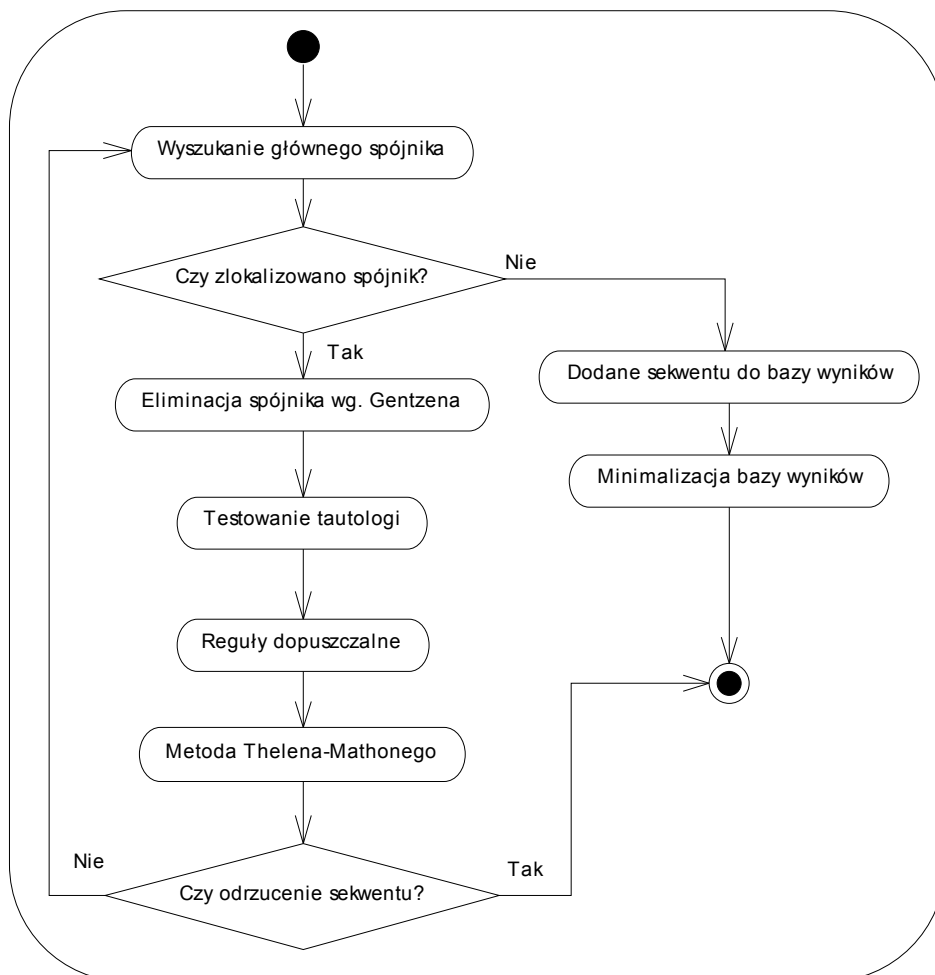 Wyszukanie głównego spójnika
Czy zlokalizowano spójnik?
Nie
Tak
Dodane sekwentu do bazy wyników
Eliminacja spójnika wg. Gentzena
Minimalizacja bazy wyników
Testowanie tautologi
Reguły dopuszczalne
Metoda Thelena-Mathonego
Nie
Tak
Czy odrzucenie sekwentu?